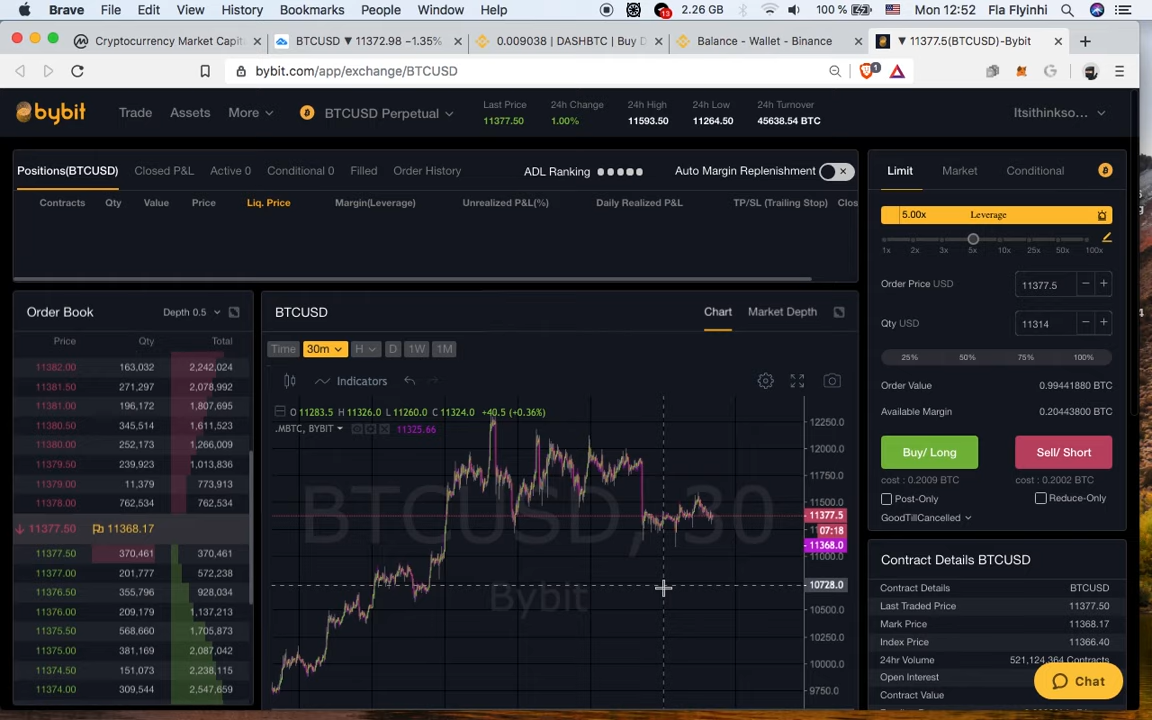 Brave File Edit View History Bookmarks People Window Help 13 2.26 GB 100 % Mon 12:52 Fla Flyinhi
Cryptocurrency Market Capit
BTCUSD ▼ 11372.98 −1.35%
0.009038 | DASHBTC | Buy D
Balance - Wallet - Binance
▼ 11377.5(BTCUSD)-Bybit
bybit.com/app/exchange/BTCUSD
1
bybit
Trade Assets More
BTCUSD Perpetual
Last Price
11377.50
24h Change
1.00%
24h High
11593.50
24h Low
11264.50
24h Turnover
45638.54 BTC
Itsithinkso...
Positions(BTCUSD) Closed P&L Active 0 Conditional 0 Filled Order History
ADL Ranking
Auto Margin Replenishment
Contracts Qty Value Price Liq. Price Margin(Leverage) Unrealized P&L(%) Daily Realized P&L TP/SL (Trailing Stop) Clos
Order Book Depth 0.5
Price Qty Total
11382.00 163,032 2,242,024
11381.50 271,297 2,078,992
11381.00 196,172 1,807,695
11380.50 345,514 1,611,523
11380.00 252,173 1,266,009
11379.50 239,923 1,013,836
11379.00 11,379 773,913
11378.00 762,534 762,534
11377.50 11368.17
11377.50 370,461 370,461
11377.00 201,777 572,238
11376.50 355,796 928,034
11376.00 209,179 1,137,213
11375.50 568,660 1,705,873
11375.00 381,169 2,087,042
11374.50 151,073 2,238,115
11374.00 309,544 2,547,659
BTCUSD
Chart Market Depth
Time 30m H D 1W 1M
Indicators
O 11283.5 H 11326.0 L 11260.0 C 11324.0 +40.5 (+0.36%)
.MBTC, BYBIT 11325.66
BTCUSD, 30
Bybit
12250.0
12000.0
11750.0
11500.0
11377.5
07:18
11368.0
11000.0
10728.0
10500.0
10250.0
10000.0
9750.0
Limit Market Conditional
5.00x Leverage
1x 2x 3x 5x 10x 25x 50x 100x
Order Price USD 11377.5 − +
Qty USD 11314 − +
25% 50% 75% 100%
Order Value 0.99441880 BTC
Available Margin 0.20443800 BTC
Buy/ Long Sell/ Short
cost : 0.2009 BTC cost : 0.2002 BTC
Post-Only Reduce-Only
GoodTillCancelled
Contract Details BTCUSD
Contract Details BTCUSD
Last Traded Price 11377.50
Mark Price 11368.17
Index Price 11366.40
24hr Volume 521,124,364 Contracts
Open Interest
Contract Value
Chat